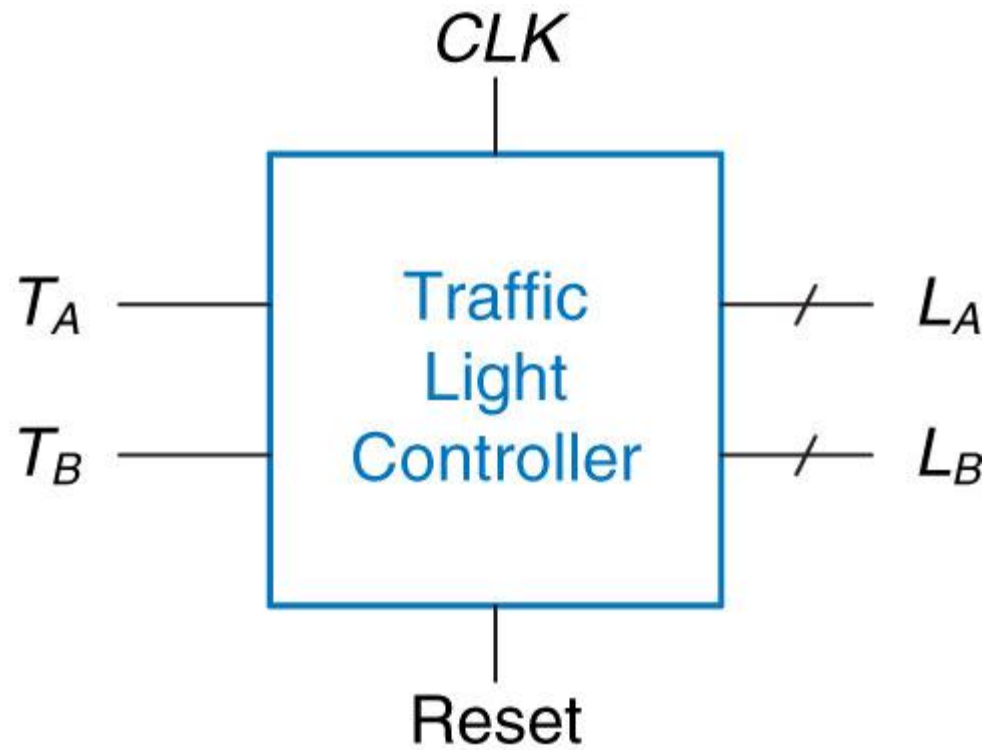 CLK
T_A
Traffic
L_A
Light
T_B
Controller
L_B
Reset